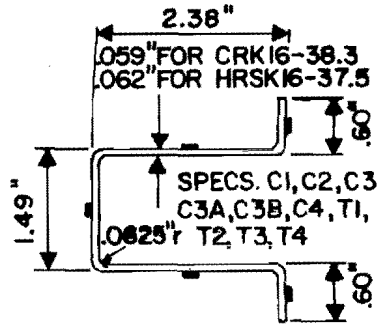 2.38"
.059"FOR CRK16-38.3
.062"FOR HRSK16-37.5
.60"
1.49"
SPECS. C1, C2, C3
C3A, C3B, C4, T1,
.0625"r T2, T3, T4
.60"